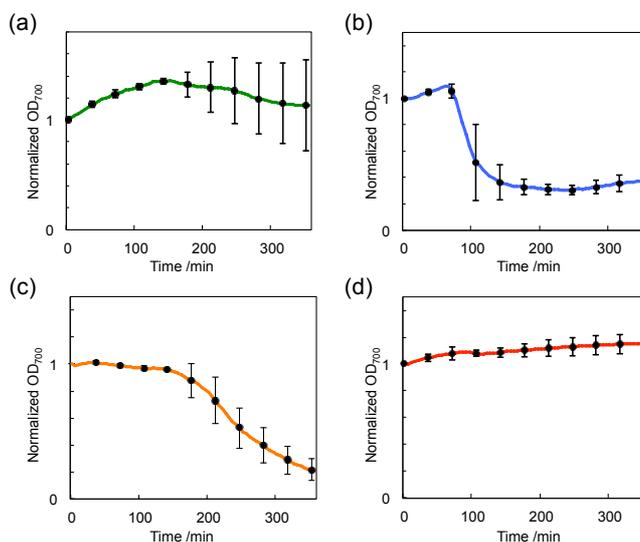 (a)
Normalized OD700
1
0
0 100 200 300
Time /min
(b)
Normalized OD700
1
0
0 100 200 300
Time /min
(c)
Normalized OD700
1
0
0 100 200 300
Time /min
(d)
Normalized OD700
1
0
0 100 200 300
Time /min